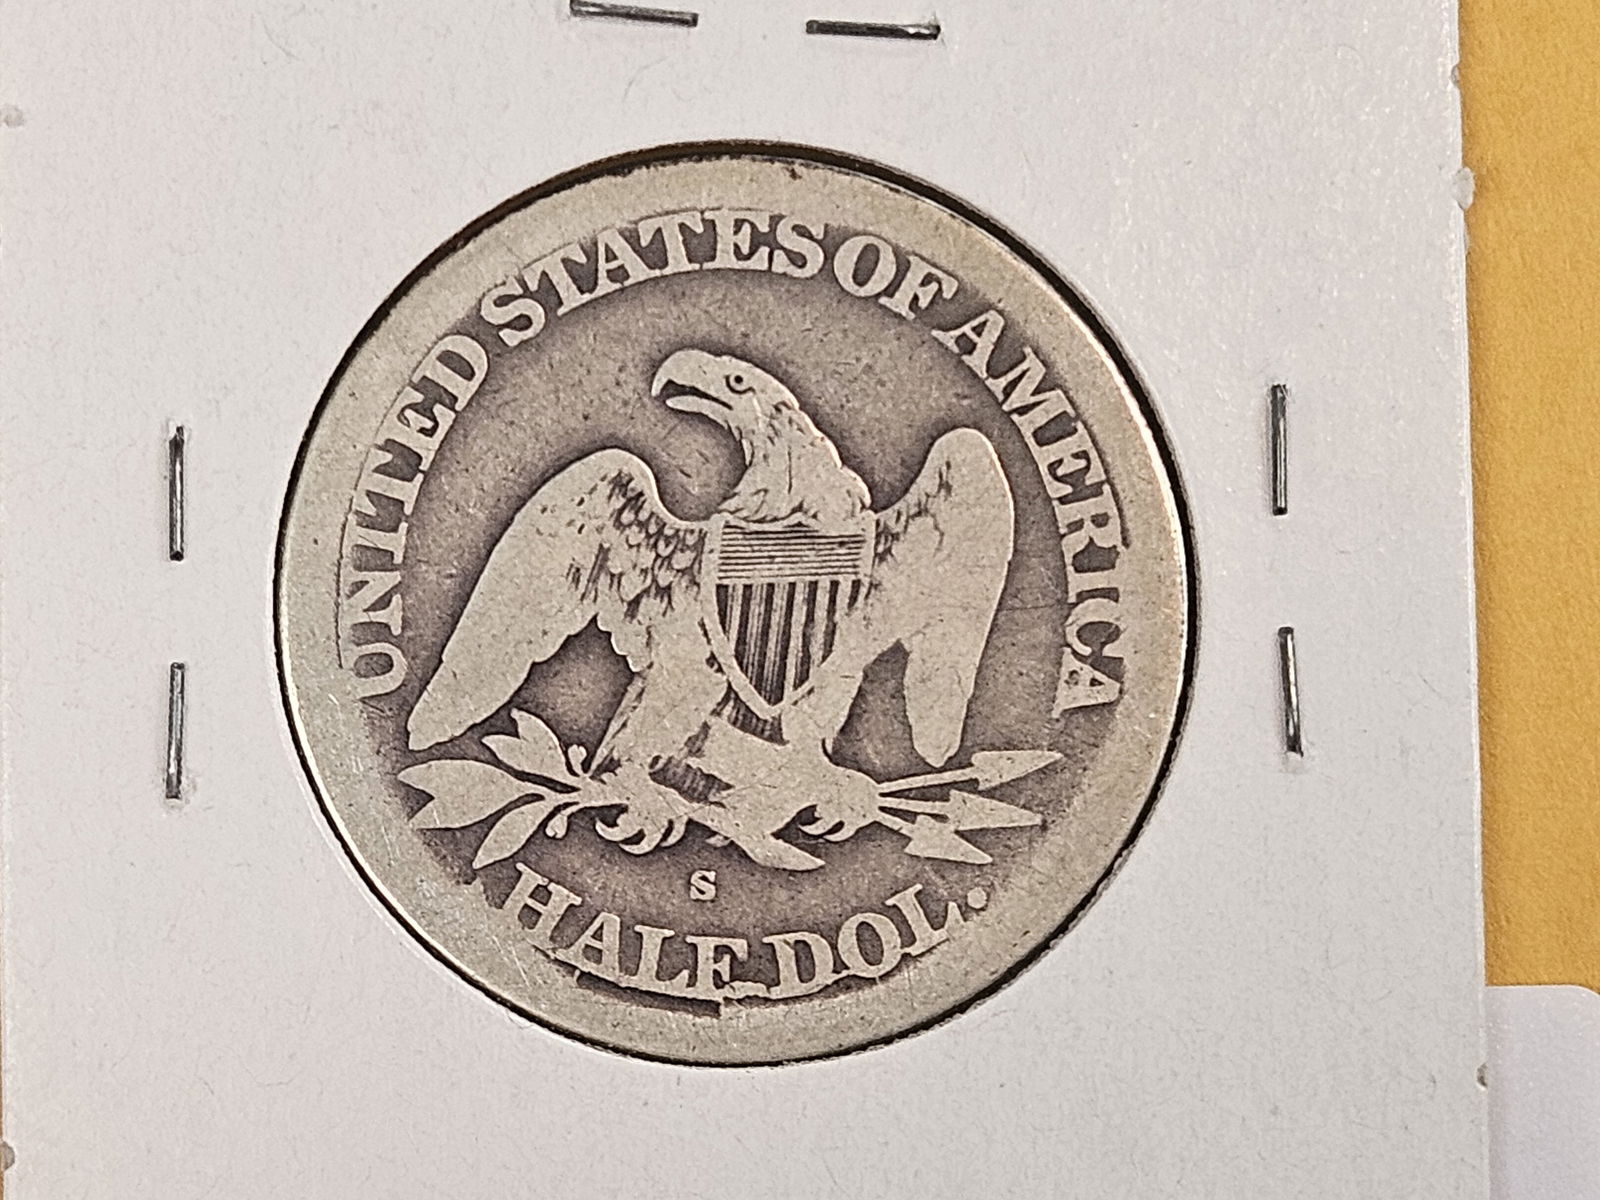 UNITED STATES OF AMERICA
S
HALF DOL.